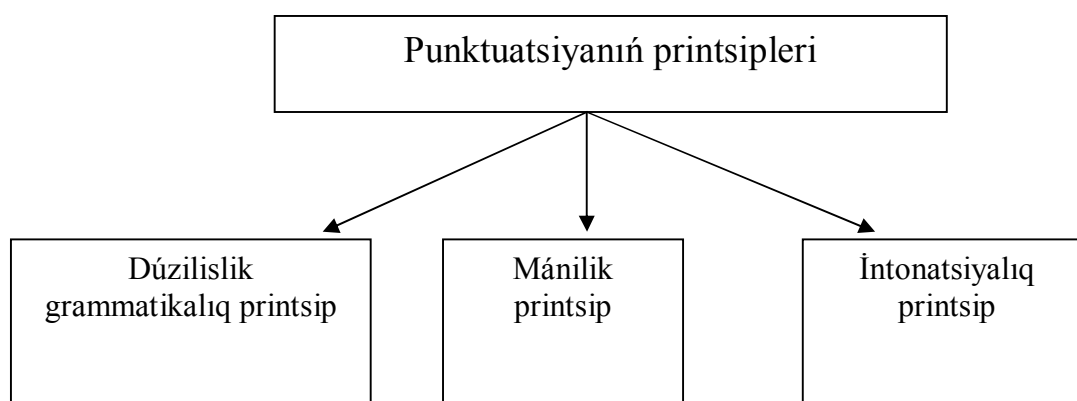 Punktuatsiyanıń printsipleri
Dúzilislik
grammatikalıq printsip
Mánilik
printsip
İntonatsiyalıq
printsip